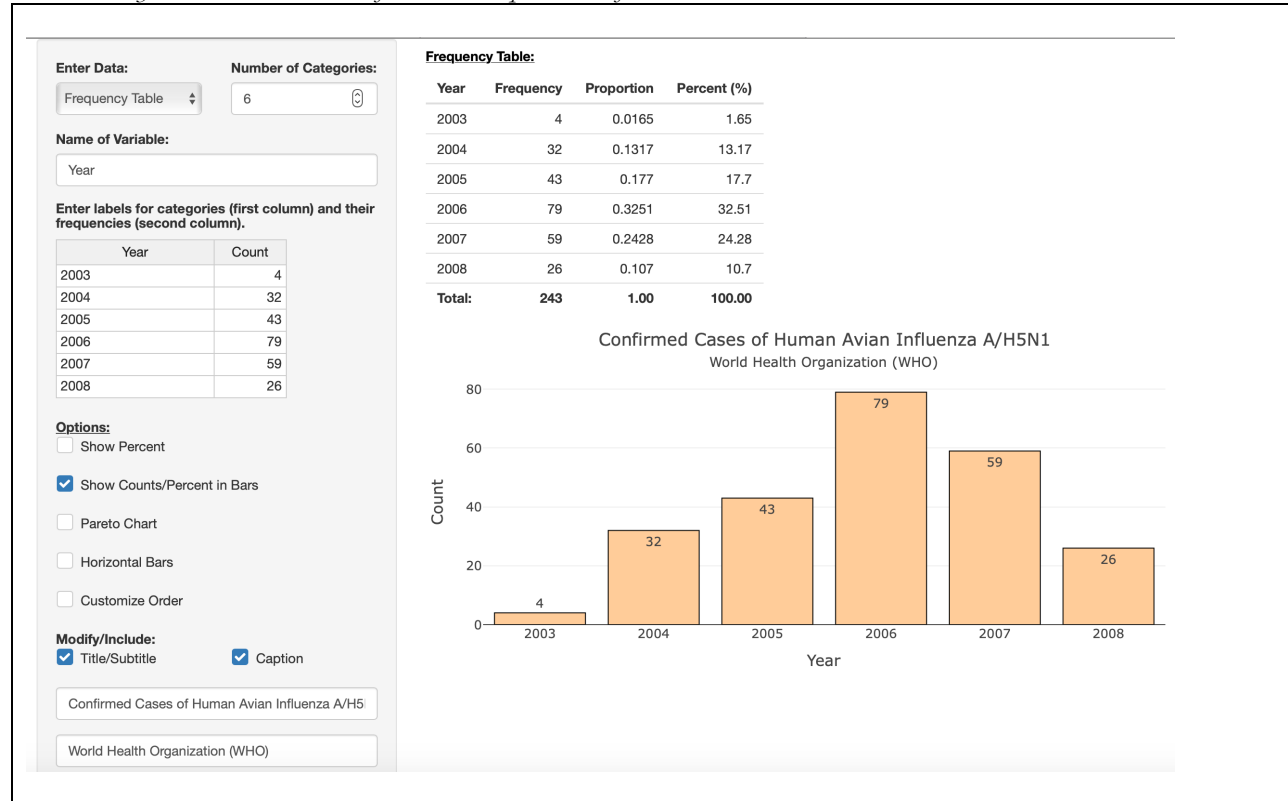 Enter Data: Number of Categories:
Frequency Table 6
Name of Variable:
Year
Enter labels for categories (first column) and their
frequencies (second column).
Year Count
2003 4
2004 32
2005 43
2006 79
2007 59
2008 26
Options:
Show Percent
Show Counts/Percent in Bars
Pareto Chart
Horizontal Bars
Customize Order
Modify/Include:
Title/Subtitle Caption
Confirmed Cases of Human Avian Influenza A/H5
World Health Organization (WHO)
Frequency Table:
Year Frequency Proportion Percent (%)
2003 4 0.0165 1.65
2004 32 0.1317 13.17
2005 43 0.177 17.7
2006 79 0.3251 32.51
2007 59 0.2428 24.28
2008 26 0.107 10.7
Total: 243 1.00 100.00
Confirmed Cases of Human Avian Influenza A/H5N1
World Health Organization (WHO)
80
60
40
20
0
Count
4 32 43 79 59 26
2003 2004 2005 2006 2007 2008
Year